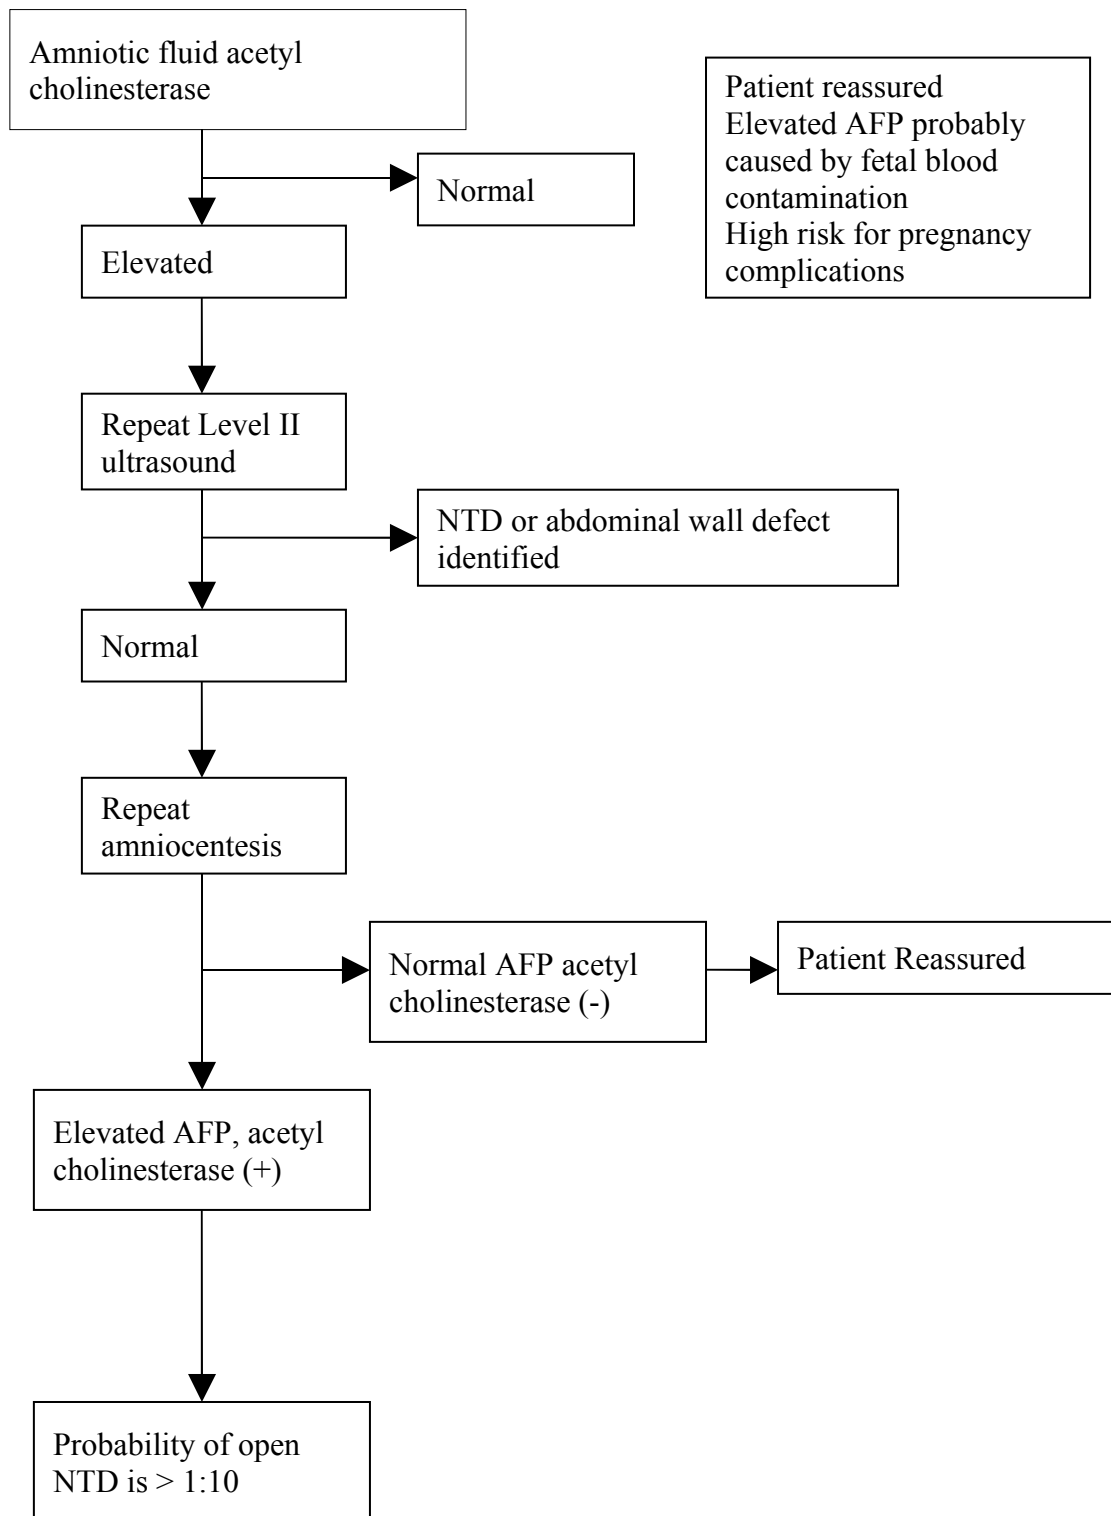 Amniotic fluid acetyl
cholinesterase
Patient reassured
Elevated AFP probably
caused by fetal blood
contamination
High risk for pregnancy
complications
Normal
Elevated
Repeat Level II
ultrasound
NTD or abdominal wall defect
identified
Normal
Repeat
amniocentesis
Normal AFP acetyl
cholinesterase (-)
Patient Reassured
Elevated AFP, acetyl
cholinesterase (+)
Probability of open
NTD is > 1:10